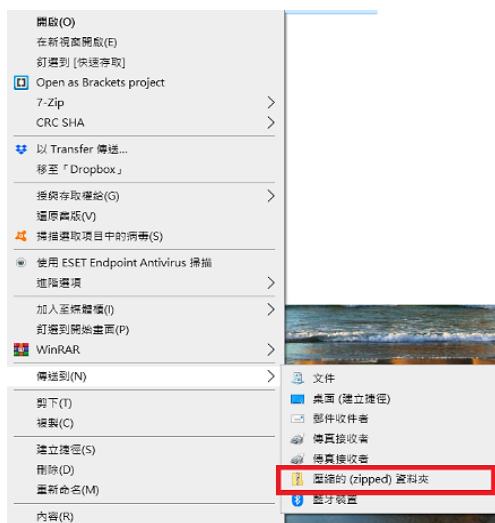 開啟(O)
在新視窗開啟(E)
釘選到 [快速存取]
Open as Brackets project
7-Zip
CRC SHA
以 Transfer 傳送...
移至「Dropbox」
授與存取權給(G)
還原舊版(V)
掃描選取項目中的病毒(S)
使用 ESET Endpoint Antivirus 掃描
進階選項
加入至媒體櫃(I)
釘選到開始畫面(P)
WinRAR
傳送到(N)
文件
桌面 (建立捷徑)
郵件收件者
傳真接收者
傳真接收者
壓縮的 (zipped) 資料夾
藍牙裝置
剪下(T)
複製(C)
建立捷徑(S)
刪除(D)
重新命名(M)
內容(R)